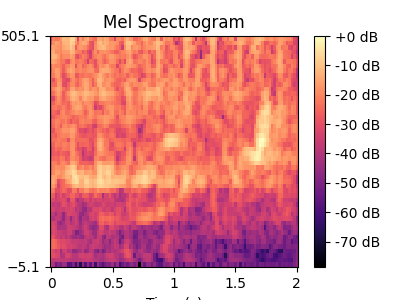 Mel Spectrogram
505.1
-5.1
0
0.5
1
1.5
2
+0 dB
-10 dB
-20 dB
-30 dB
-40 dB
-50 dB
-60 dB
-70 dB